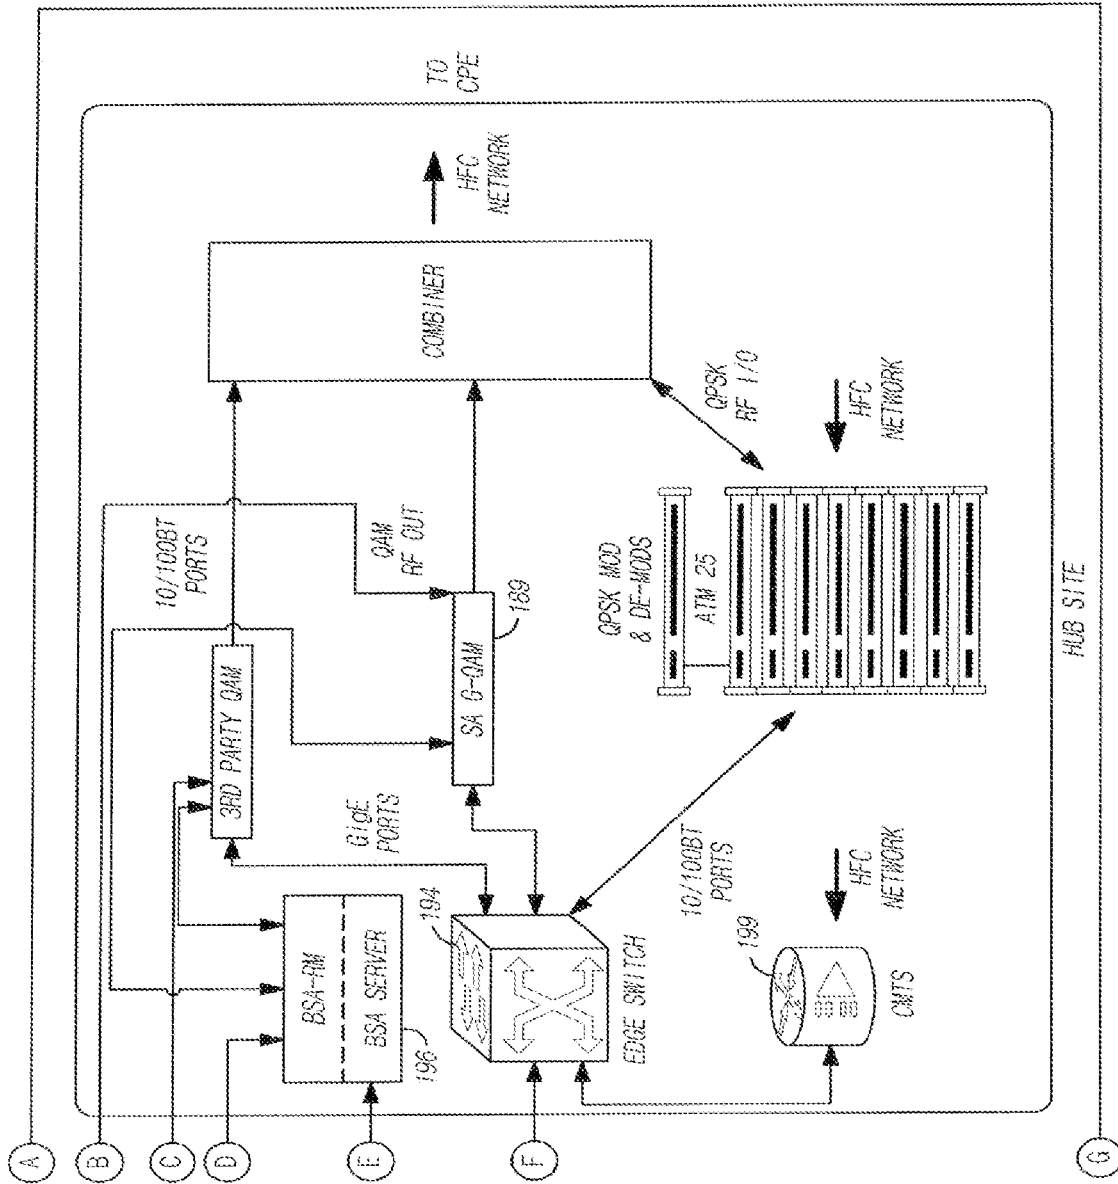 A
B
C
D
E
F
G
TO
CPE
HFC
NETWORK
COMBINER
10/100BT
PORTS
QAM
RF OUT
QPSK
RF I/O
3RD PARTY QAM
SA G-QAM
169
GigE
PORTS
BSA-RM
BSA SERVER
196
194
EDGE SWITCH
QPSK MOD
& DE-MODS
ATM 25
HFC
NETWORK
10/100BT
PORTS
HFC
NETWORK
199
CMTS
HUB SITE